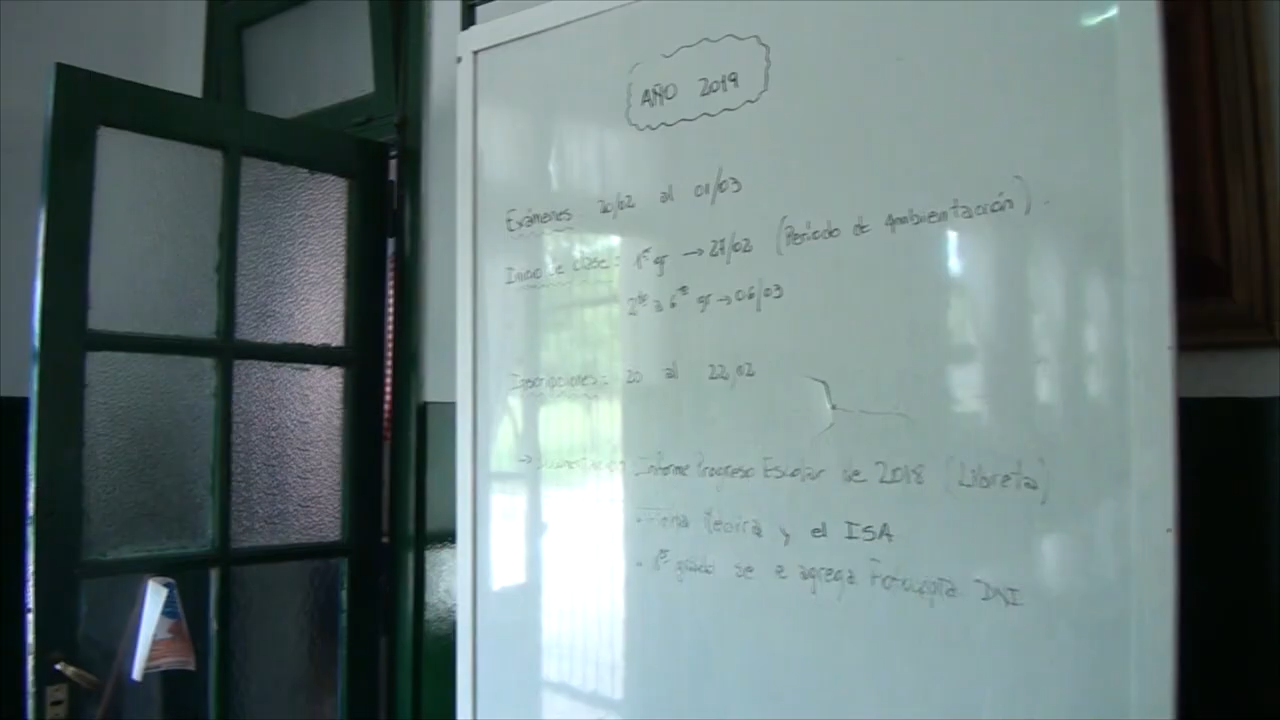 AÑO 2019
Exámenes 20/02 al 01/03
Inicio de clase: 1er gr → 27/02 (Periodo de Ambientación).
2do a 6to gr → 06/03
Inscripciones: 20 al 22/02
→ Informe Progreso Escolar de 2018 (Libreta)
y el ISA
. 1er grado se le agrega Fotocopia DNI